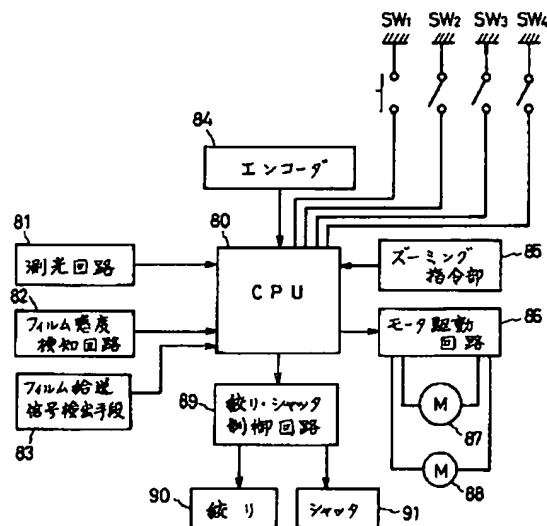 SW1 SW2 SW3 SW4
84
エンコーダ
81
測光回路
80
CPU
85
ズーミング
指令部
82
フィルム感度
検知回路
86
モータ駆動
回路
フィルム給送
信号検出手段
83
89
絞り・シャッタ
制御回路
M
87
M
88
90
絞り
シャッタ
91